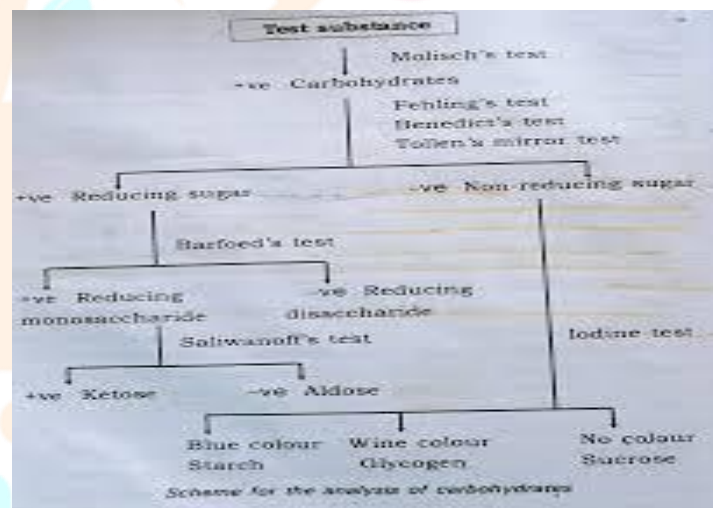 Test substance
Molisch's test
+ve Carbohydrates
Fehling's test
Benedict's test
Tollen's mirror test
+ve Reducing sugar
-ve Non-reducing sugar
Barfoed's test
+ve Reducing
monosaccharide
-ve Reducing
dissaccharide
Saliwanoff's test
Iodine test
+ve Ketose
-ve Aldose
Blue colour
Starch
Wine colour
Glycogen
No colour
Sucrose
Scheme for the analysis of carbohydrates